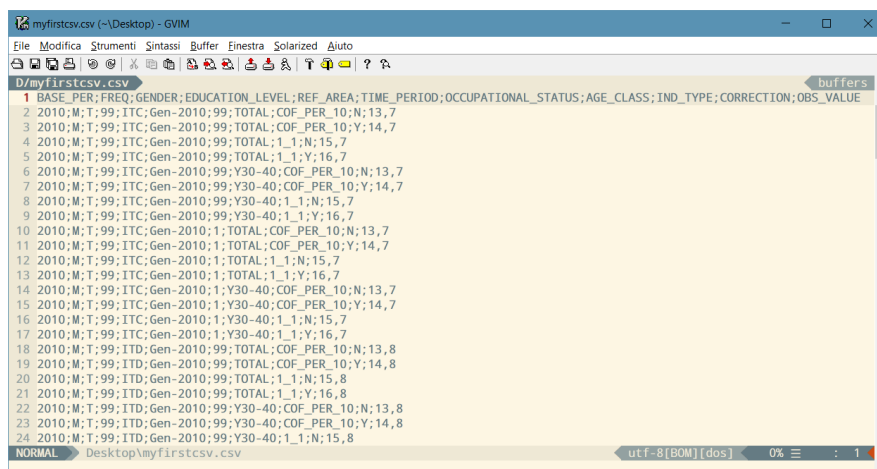 myfirstcsv.csv (~\Desktop) - GVIM
File Modifica Strumenti Sintassi Buffer Finestra Solarized Aiuto
D/myfirstcsv.csv buffers
1 BASE_PER;FREQ;GENDER;EDUCATION_LEVEL;REF_AREA;TIME_PERIOD;OCCUPATIONAL_STATUS;AGE_CLASS;IND_TYPE;CORRECTION;OBS_VALUE
2 2010;M;T;99;ITC;Gen-2010;99;TOTAL;COF_PER_10;N;13,7
3 2010;M;T;99;ITC;Gen-2010;99;TOTAL;COF_PER_10;Y;14,7
4 2010;M;T;99;ITC;Gen-2010;99;TOTAL;1_1;N;15,7
5 2010;M;T;99;ITC;Gen-2010;99;TOTAL;1_1;Y;16,7
6 2010;M;T;99;ITC;Gen-2010;99;Y30-40;COF_PER_10;N;13,7
7 2010;M;T;99;ITC;Gen-2010;99;Y30-40;COF_PER_10;Y;14,7
8 2010;M;T;99;ITC;Gen-2010;99;Y30-40;1_1;N;15,7
9 2010;M;T;99;ITC;Gen-2010;99;Y30-40;1_1;Y;16,7
10 2010;M;T;99;ITC;Gen-2010;1;TOTAL;COF_PER_10;N;13,7
11 2010;M;T;99;ITC;Gen-2010;1;TOTAL;COF_PER_10;Y;14,7
12 2010;M;T;99;ITC;Gen-2010;1;TOTAL;1_1;N;15,7
13 2010;M;T;99;ITC;Gen-2010;1;TOTAL;1_1;Y;16,7
14 2010;M;T;99;ITC;Gen-2010;1;Y30-40;COF_PER_10;N;13,7
15 2010;M;T;99;ITC;Gen-2010;1;Y30-40;COF_PER_10;Y;14,7
16 2010;M;T;99;ITC;Gen-2010;1;Y30-40;1_1;N;15,7
17 2010;M;T;99;ITC;Gen-2010;1;Y30-40;1_1;Y;16,7
18 2010;M;T;99;ITD;Gen-2010;99;TOTAL;COF_PER_10;N;13,8
19 2010;M;T;99;ITD;Gen-2010;99;TOTAL;COF_PER_10;Y;14,8
20 2010;M;T;99;ITD;Gen-2010;99;TOTAL;1_1;N;15,8
21 2010;M;T;99;ITD;Gen-2010;99;TOTAL;1_1;Y;16,8
22 2010;M;T;99;ITD;Gen-2010;99;Y30-40;COF_PER_10;N;13,8
23 2010;M;T;99;ITD;Gen-2010;99;Y30-40;COF_PER_10;Y;14,8
24 2010;M;T;99;ITD;Gen-2010;99;Y30-40;1_1;N;15,8
NORMAL Desktop\myfirstcsv.csv utf-8[BOM][dos] 0% ☰ : 1